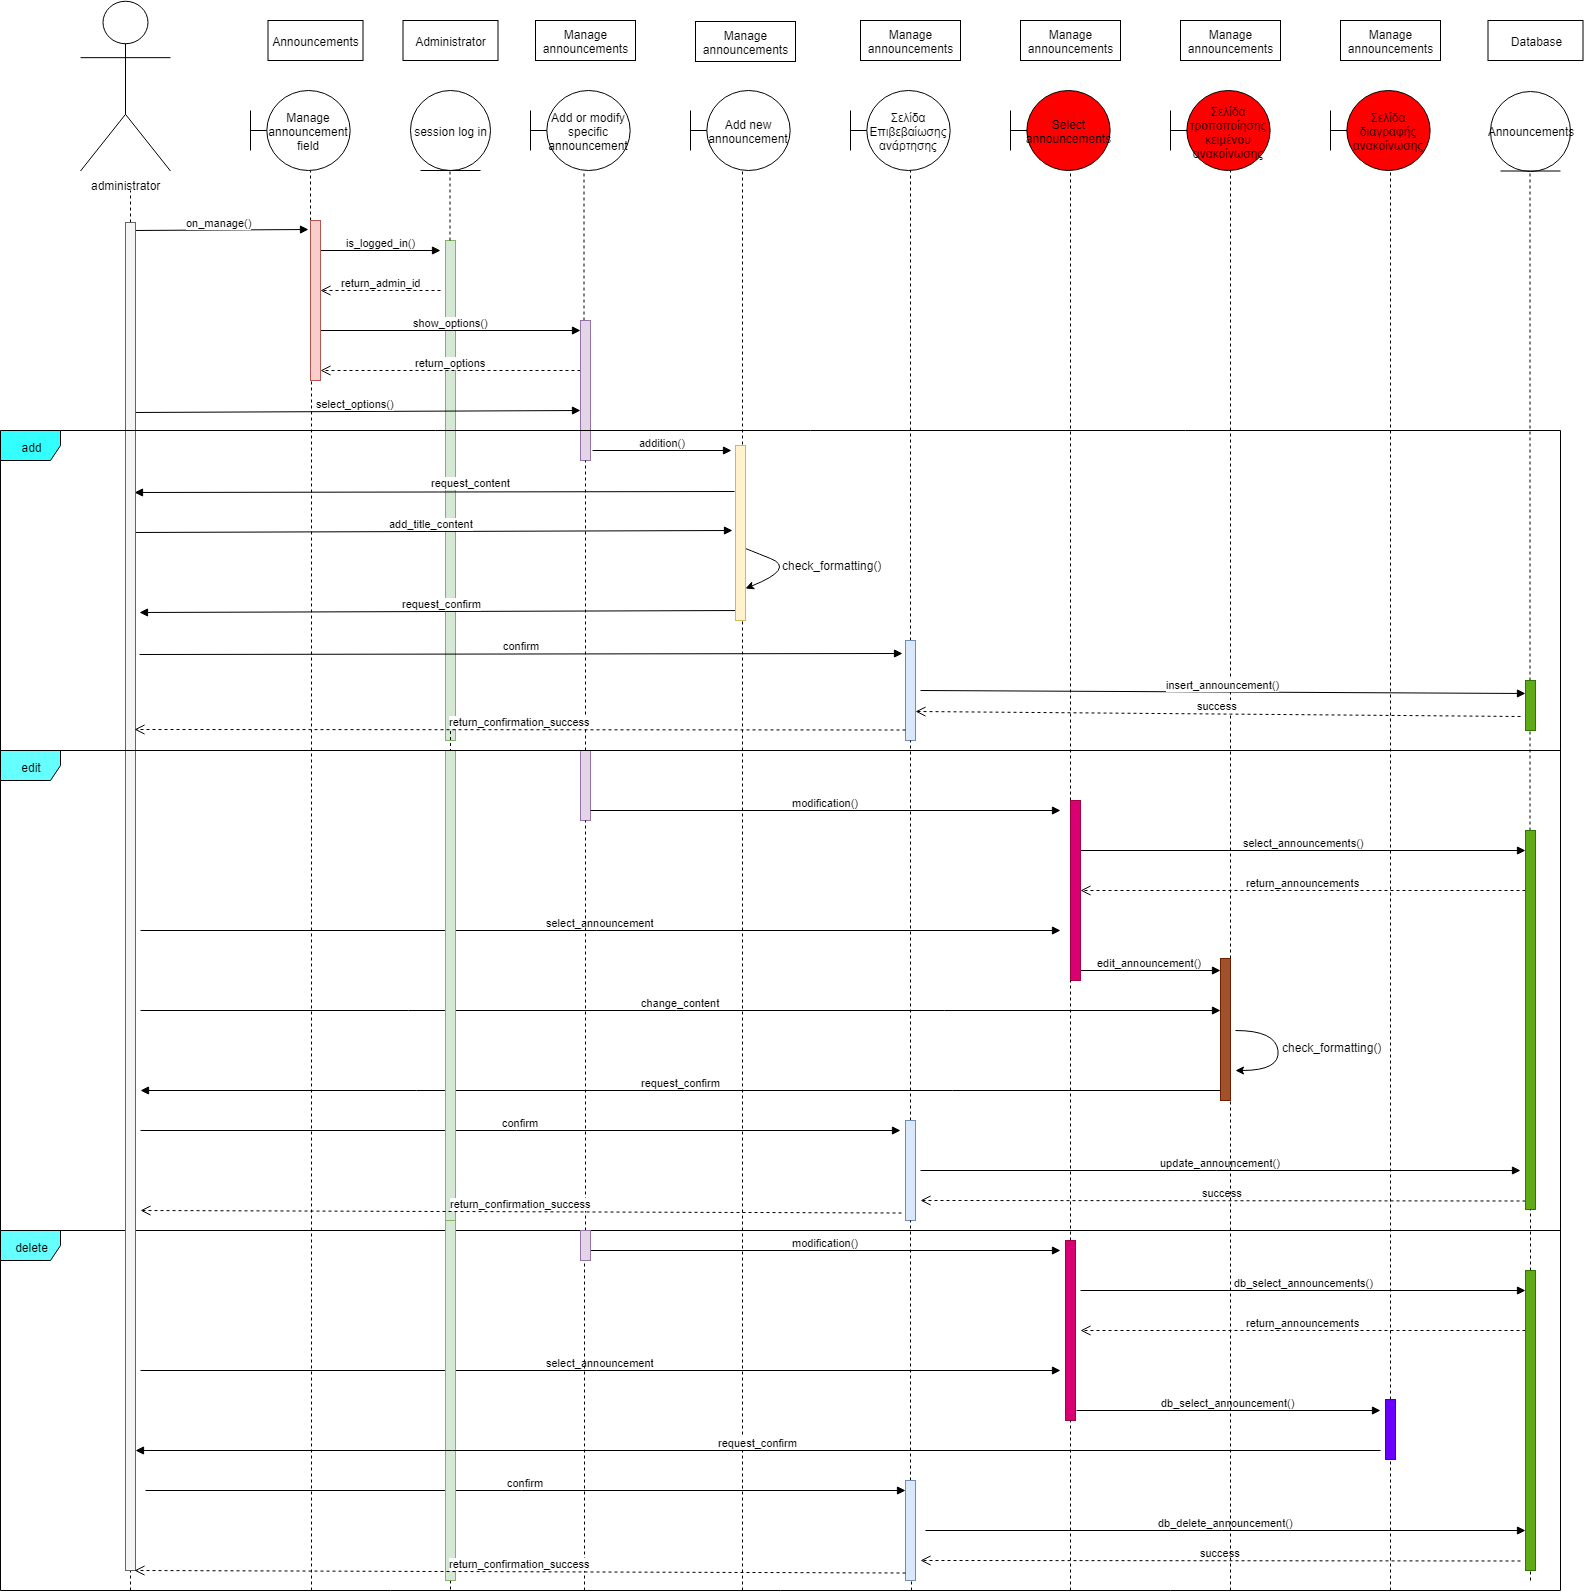 Announcements
Administrator
Manage
announcements
Manage
announcements
Manage
announcements
Manage
announcements
Manage
announcements
Manage
announcements
Database
Manage
announcement
field
session log in
Add or modify
specific
announcement
Add new
announcement
Σελίδα
Επιβεβαίωσης
ανάρτησης
Select
announcements
Σελίδα
τροποποίησης
κειμένου
ανακοίνωσης
Σελίδα
διαγραφής
ανακοίνωσης
Announcements
administrator
on_manage()
is_logged_in()
return_admin_id
show_options()
return_options
select_options()
add
addition()
request_content
add_title_content
check_formatting()
request_confirm
confirm
insert_announcement()
success
return_confirmation_success
edit
modification()
select_announcements()
return_announcements
select_announcement
edit_announcement()
change_content
check_formatting()
request_confirm
confirm
update_announcement()
success
return_confirmation_success
delete
modification()
db_select_announcements()
return_announcements
select_announcement
db_select_announcement()
request_confirm
confirm
db_delete_announcement()
success
return_confirmation_success